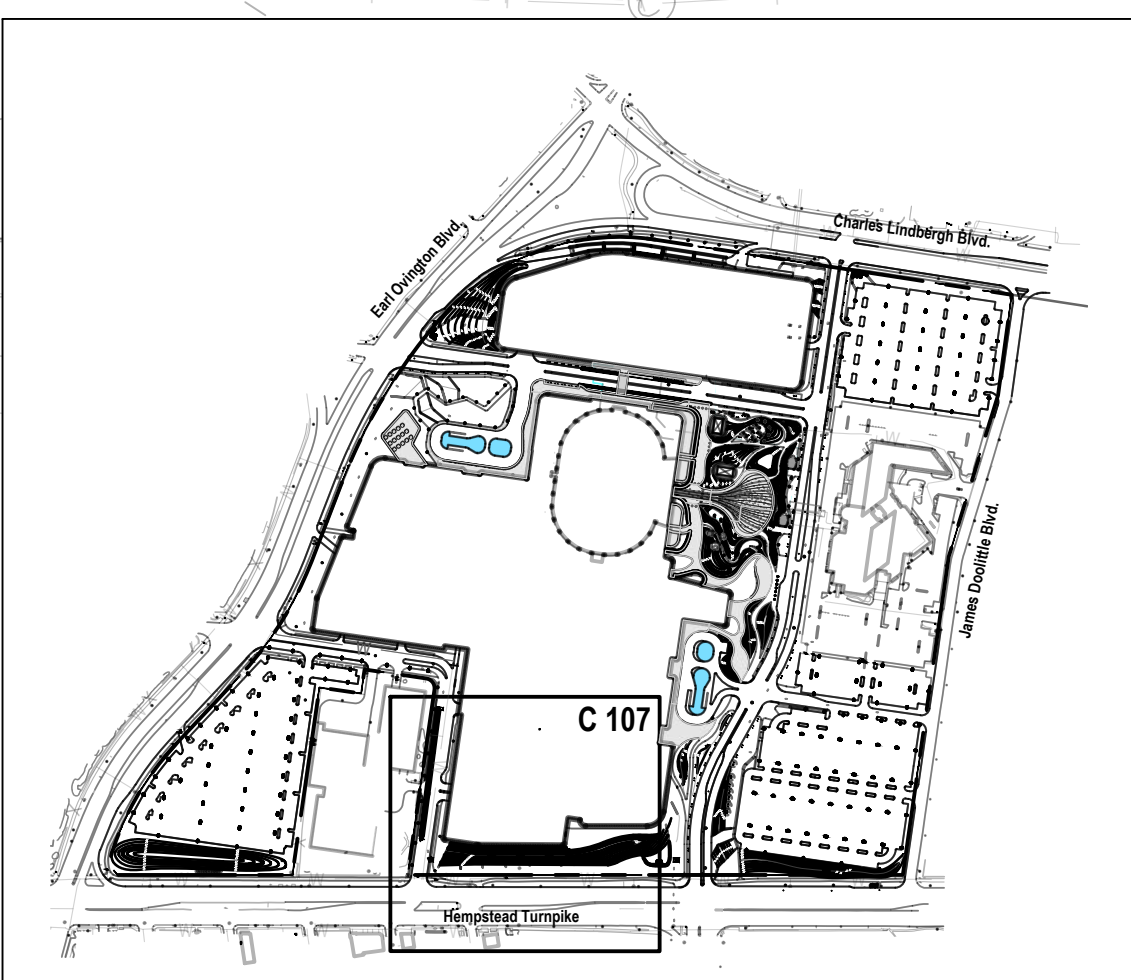 Charles Lindbergh Blvd.
Earl Ovington Blvd.
James Doolittle Blvd.
C 107
Hempstead Turnpike